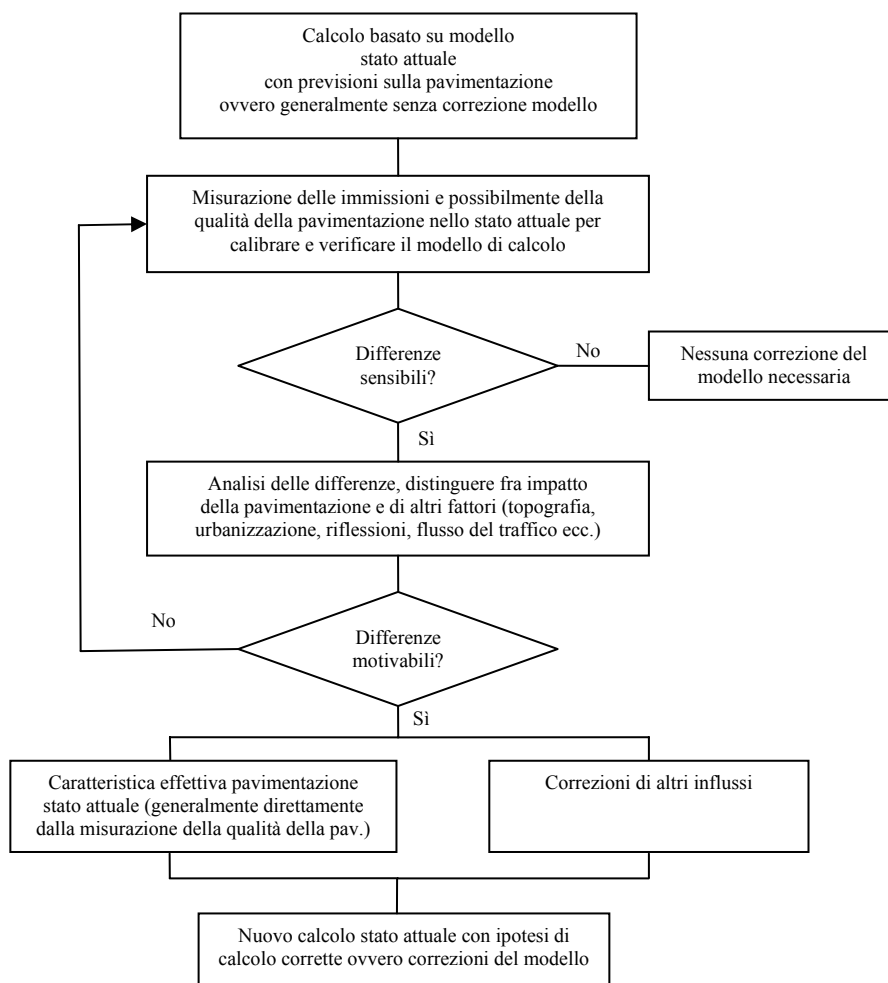 Calcolo basato su modello
stato attuale
con previsioni sulla pavimentazione
ovvero generalmente senza correzione modello
Misurazione delle immissioni e possibilmente della
qualità della pavimentazione nello stato attuale per
calibrare e verificare il modello di calcolo
Differenze
sensibili?
No
Nessuna correzione del
modello necessaria
Sì
Analisi delle differenze, distinguere fra impatto
della pavimentazione e di altri fattori (topografia,
urbanizzazione, riflessioni, flusso del traffico ecc.)
No
Differenze
motivabili?
Sì
Caratteristica effettiva pavimentazione
stato attuale (generalmente direttamente
dalla misurazione della qualità della pav.)
Correzioni di altri influssi
Nuovo calcolo stato attuale con ipotesi di
calcolo corrette ovvero correzioni del modello